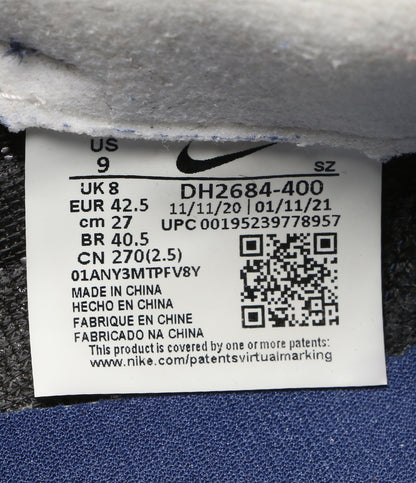 US
9 SZ
UK 8 DH2684-400
EUR 42.5 11/11/20 | 01/11/21
cm 27 UPC 00195239778957
BR 40.5
CN 270(2.5)
01ANY3MTPFV8Y
MADE IN CHINA
HECHO EN CHINA
FABRIQUE EN CHINE
FABRICADO NA CHINA
This product is covered by one or more patents:
www.nike.com/patentsvirtualmarking